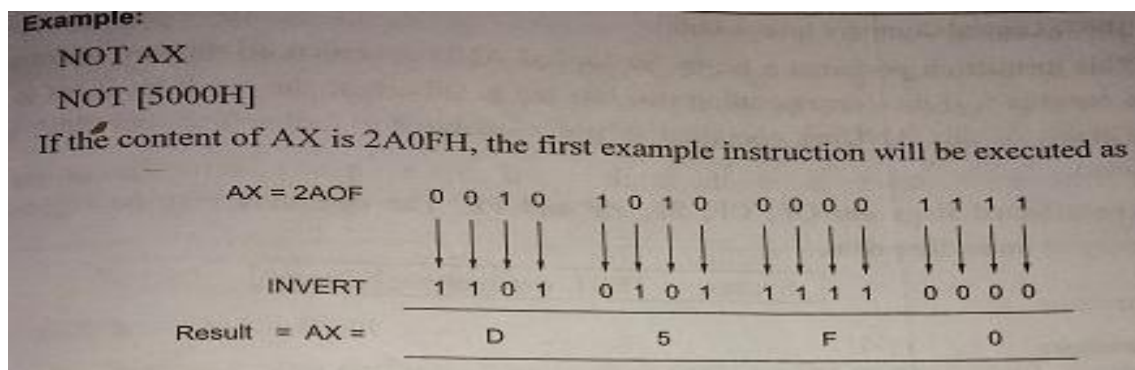 Example:
NOT AX
NOT [5000H]
If the content of AX is 2A0FH, the first example instruction will be executed as
AX = 2AOF 0 0 1 0 1 0 1 0 0 0 0 0 1 1 1 1
INVERT 1 1 0 1 0 1 0 1 1 1 1 1 0 0 0 0
Result = AX = D 5 F 0